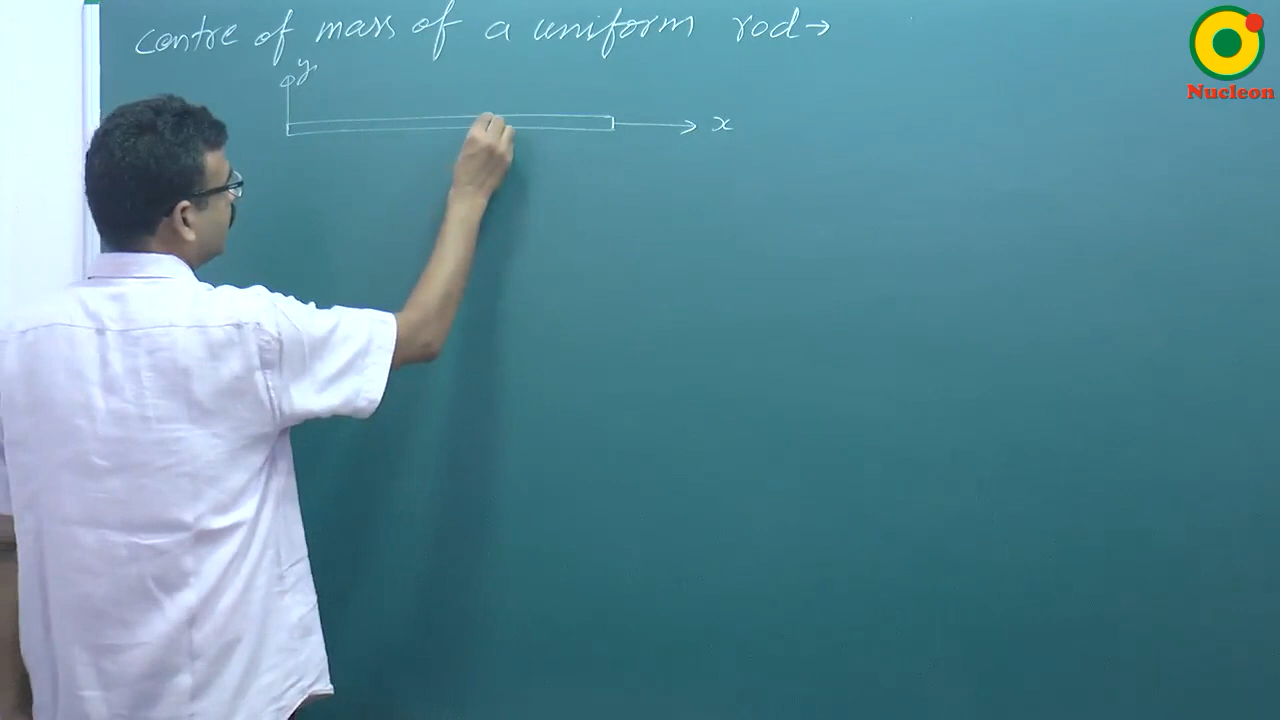 centre of mass of a uniform rod→
y
x
Nucleon